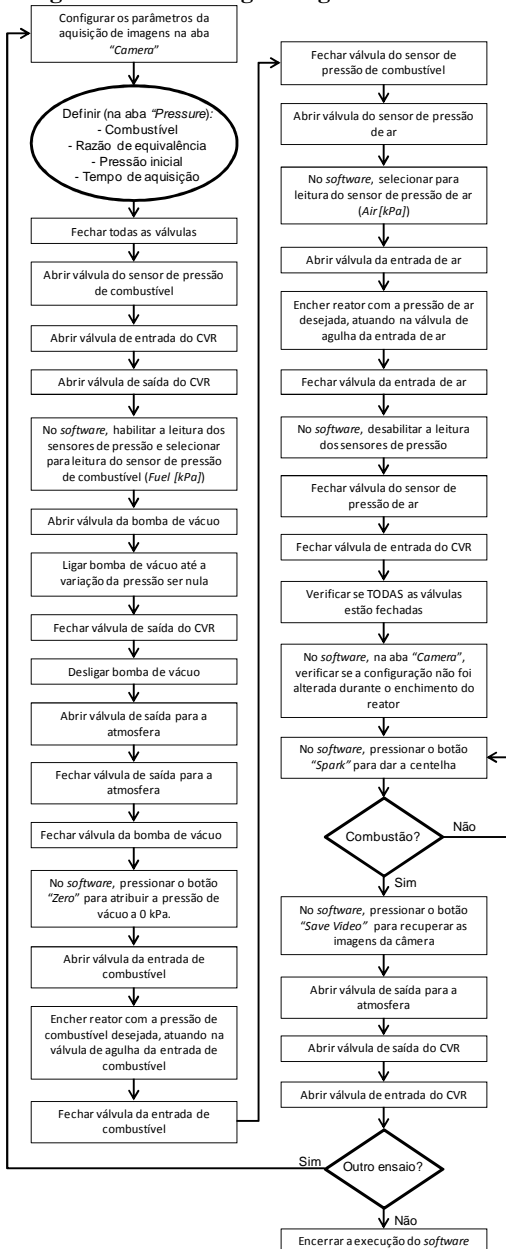 Configurar os parâmetros da
aquisição de imagens na aba
“Camera”
Definir (na aba “Pressure):
- Combustível
- Razão de equivalência
- Pressão inicial
- Tempo de aquisição
Fechar todas as válvulas
Abrir válvula do sensor de pressão
de combustível
Abrir válvula de entrada do CVR
Abrir válvula de saída do CVR
No software, habilitar a leitura dos
sensores de pressão e selecionar
para leitura do sensor de pressão
de combustível (Fuel [kPa])
Abrir válvula da bomba de vácuo
Ligar bomba de vácuo até a
variação da pressão ser nula
Fechar válvula de saída do CVR
Desligar bomba de vácuo
Abrir válvula de saída para a
atmosfera
Fechar válvula de saída para a
atmosfera
Fechar válvula da bomba de vácuo
No software, pressionar o botão
“Zero” para atribuir a pressão de
vácuo a 0 kPa.
Abrir válvula da entrada de
combustível
Encher reator com a pressão de
combustível desejada, atuando na
válvula de agulha da entrada de
combustível
Fechar válvula da entrada de
combustível
Fechar válvula do sensor de
pressão de combustível
Abrir válvula do sensor de pressão
de ar
No software, selecionar para
leitura do sensor de pressão de ar
(Air [kPa])
Abrir válvula da entrada de ar
Encher reator com a pressão de ar
desejada, atuando na válvula de
agulha da entrada de ar
Fechar válvula da entrada de ar
No software, desabilitar a leitura
dos sensores de pressão
Fechar válvula do sensor de
pressão de ar
Fechar válvula de entrada do CVR
Verificar se TODAS as válvulas
estão fechadas
No software, na aba “Camera”,
verificar se a configuração não foi
alterada durante o enchimento do
reator
No software, pressionar o botão
“Spark” para dar a centelha
Combustão?
Não
Sim
No software, pressionar o botão
“Save Video” para recuperar as
imagens da câmera
Abrir válvula de saída para a
atmosfera
Abrir válvula de saída do CVR
Abrir válvula de entrada do CVR
Sim
Outro ensaio?
Não
Encerrar a execução do software